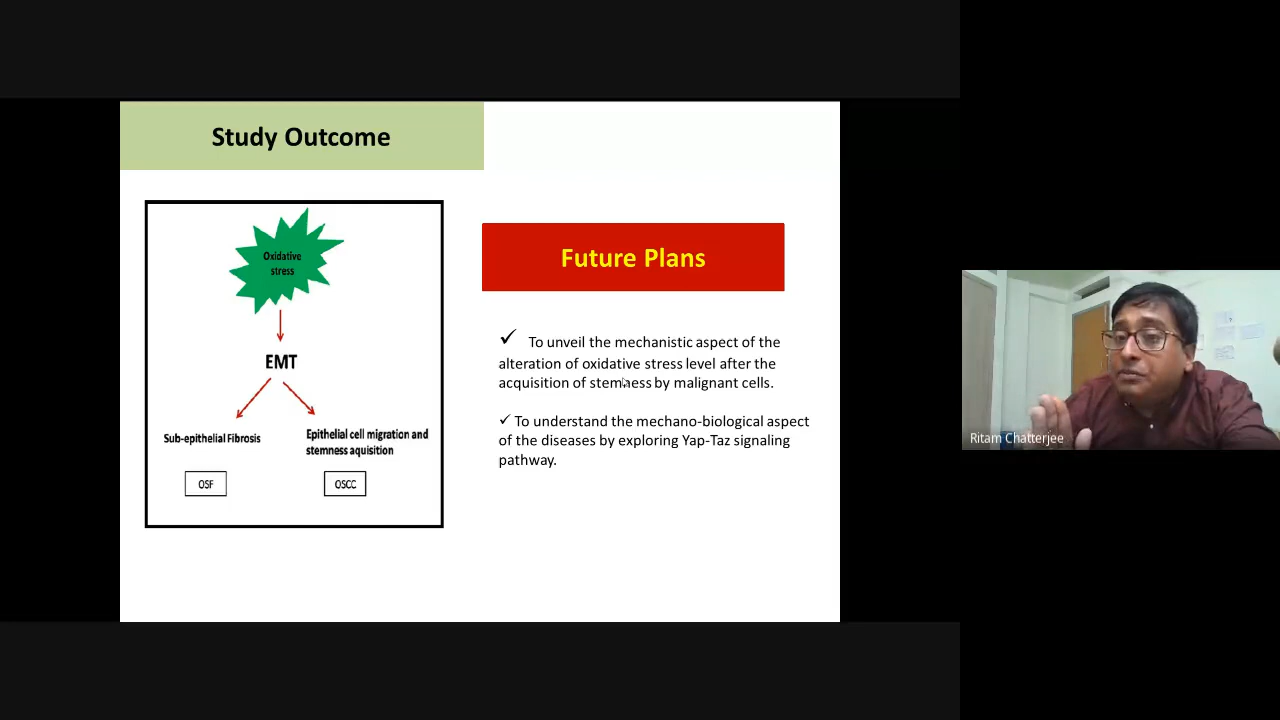 Study Outcome
Oxidative
stress
EMT
Sub-epithelial Fibrosis
Epithelial cell migration and
stemness aquisition
OSF
OSCC
Future Plans
✓ To unveil the mechanistic aspect of the
alteration of oxidative stress level after the
acquisition of stemness by malignant cells.
✓ To understand the mechano-biological aspect
of the diseases by exploring Yap-Taz signaling
pathway.
Ritam Chatterjee